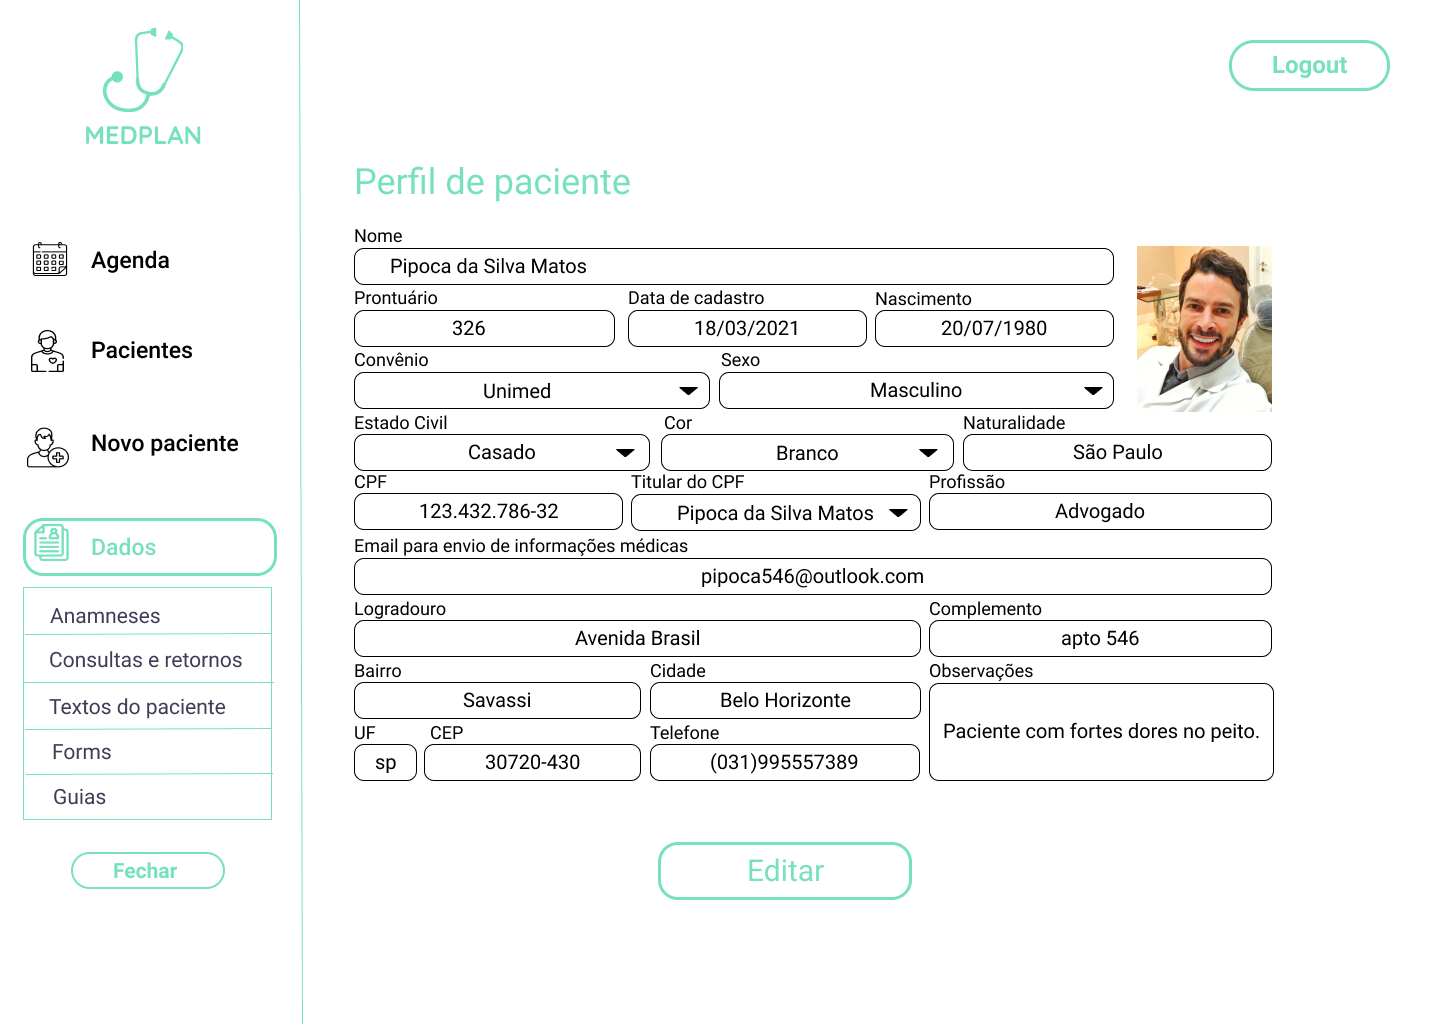 MEDPLAN
Logout
Agenda
Pacientes
Novo paciente
Dados
Anamneses
Consultas e retornos
Textos do paciente
Forms
Guias
Fechar
Perfil de paciente
Nome
Pipoca da Silva Matos
Prontuário Data de cadastro Nascimento
326 18/03/2021 20/07/1980
Convênio Sexo
Unimed Masculino
Estado Civil Cor Naturalidade
Casado Branco São Paulo
CPF Titular do CPF Profissão
123.432.786-32 Pipoca da Silva Matos Advogado
Email para envio de informações médicas
pipoca546@outlook.com
Logradouro Complemento
Avenida Brasil apto 546
Bairro Cidade Observações
Savassi Belo Horizonte
Paciente com fortes dores no peito.
UF CEP Telefone
sp 30720-430 (031)995557389
Editar